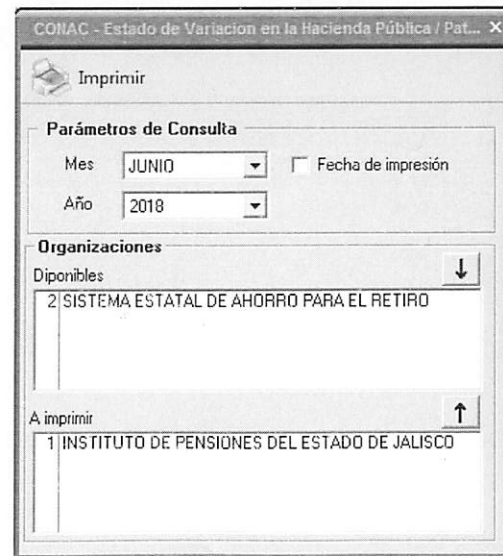 CONAC - Estado de Variacion en la Hacienda Pública / Pat... ×
Imprimir
Parámetros de Consulta
Mes JUNIO Fecha de impresión
Año 2018
Organizaciones
Diponibles
2 SISTEMA ESTATAL DE AHORRO PARA EL RETIRO
A imprimir
1 INSTITUTO DE PENSIONES DEL ESTADO DE JALISCO